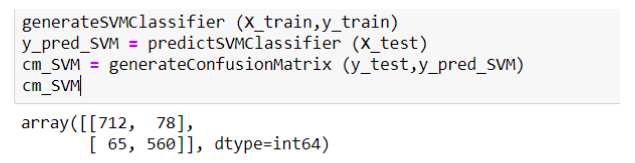 generateSVMClassifier (X_train,y_train)
y_pred_SVM = predictSVMClassifier (X_test)
cm_SVM = generateConfusionMatrix (y_test,y_pred_SVM)
cm_SVM
array([[712,  78],
       [ 65, 560]], dtype=int64)